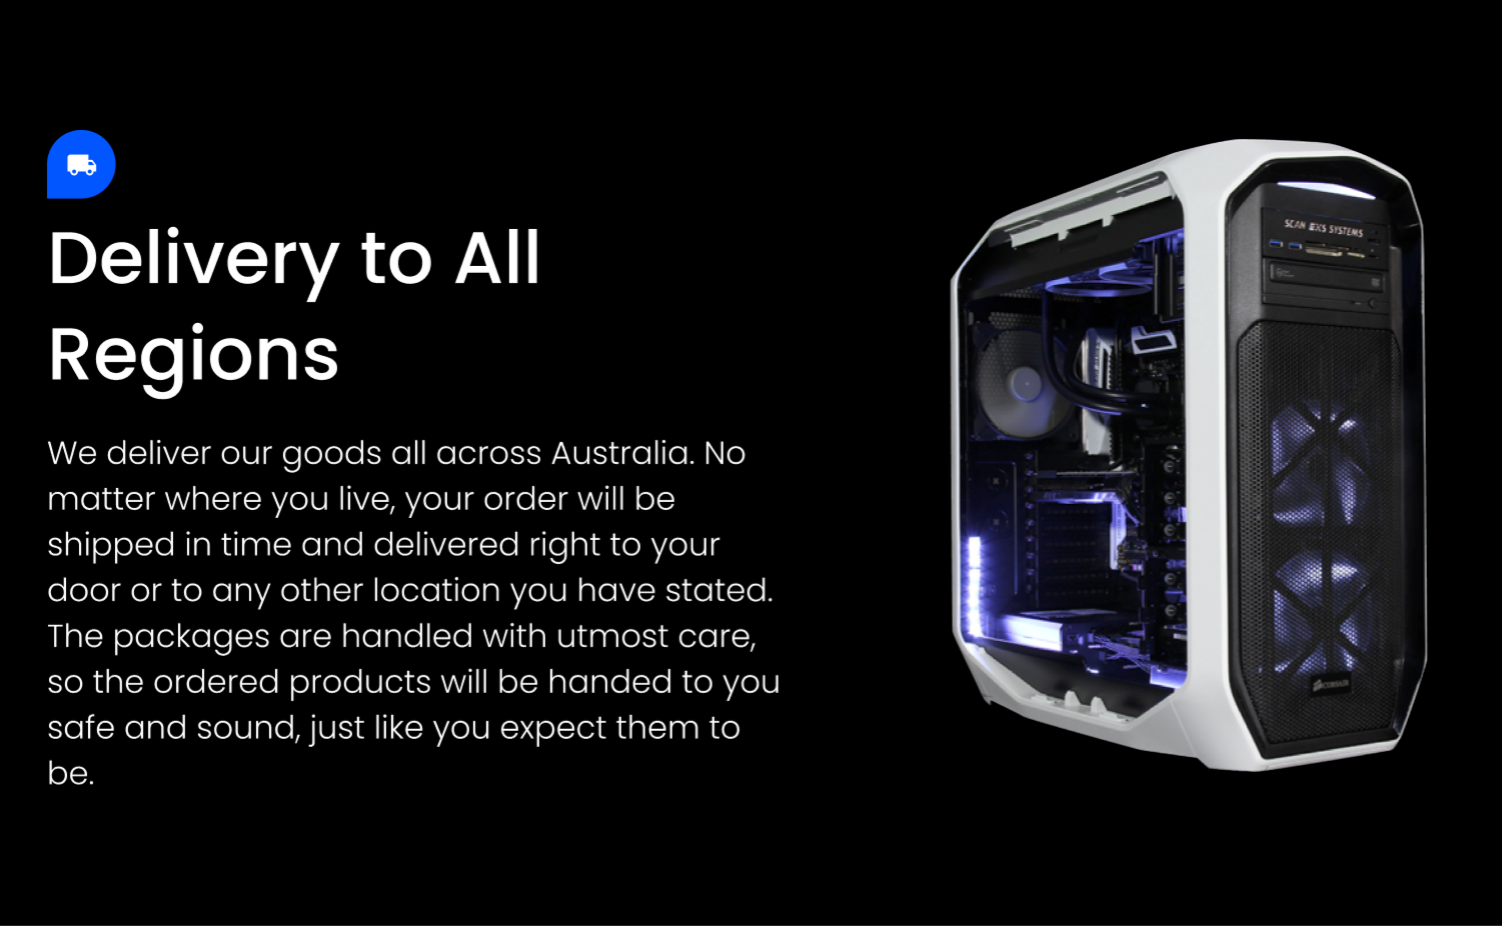 Delivery to All
Regions
We deliver our goods all across Australia. No
matter where you live, your order will be
shipped in time and delivered right to your
door or to any other location you have stated.
The packages are handled with utmost care,
so the ordered products will be handed to you
safe and sound, just like you expect them to
be.
SCAN 3XS SYSTEMS
CORSAIR